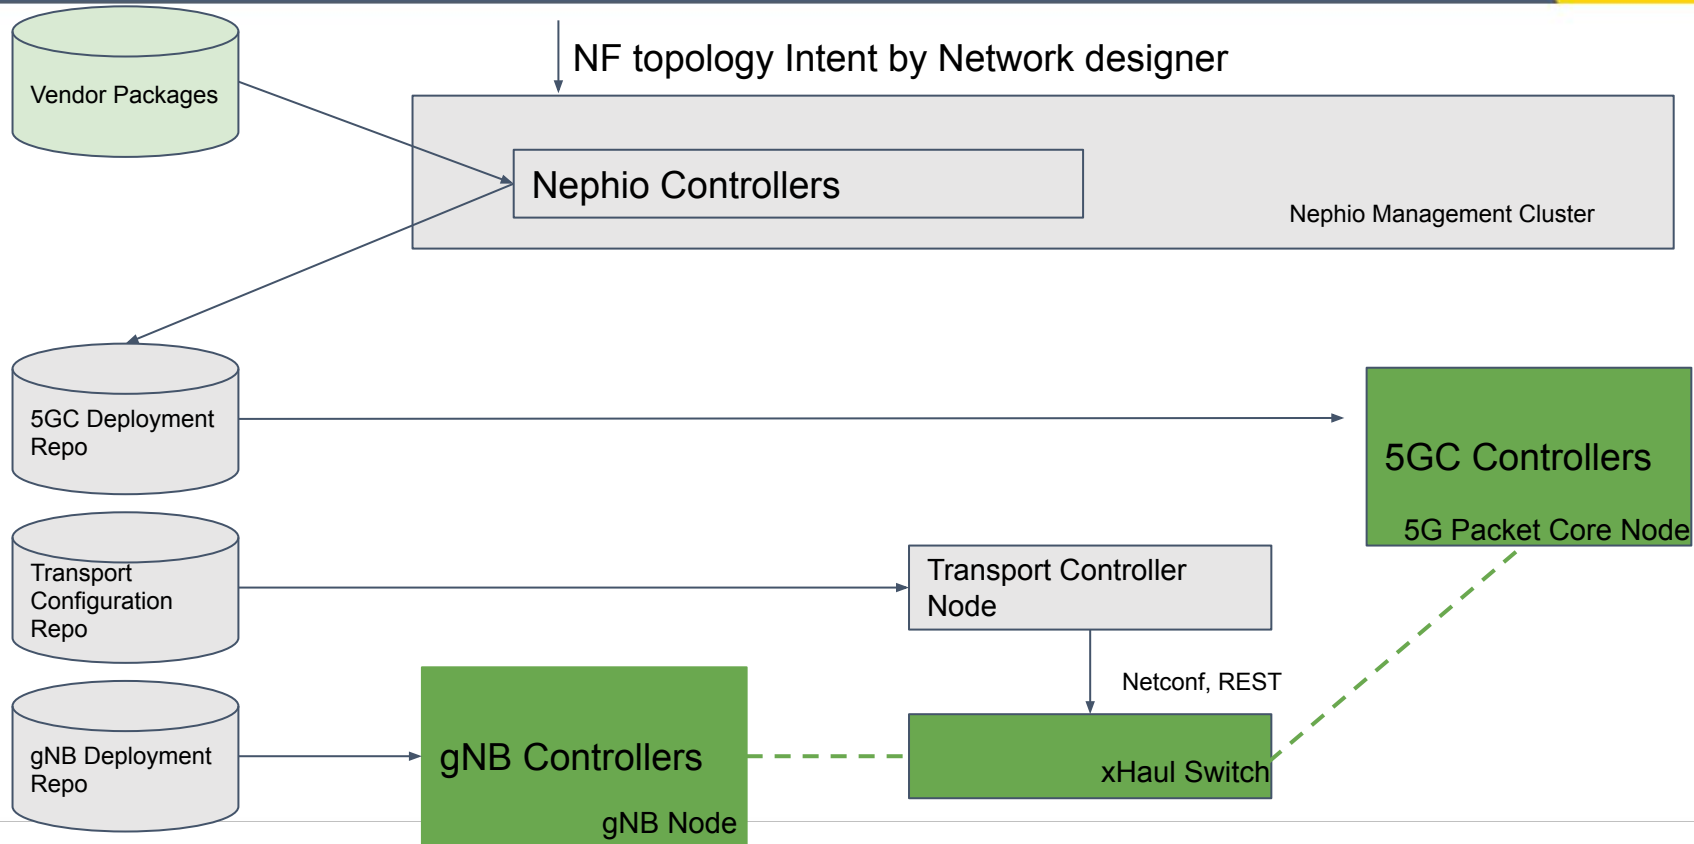 NF topology Intent by Network designer
Vendor Packages
Nephio Controllers
Nephio Management Cluster
5GC Deployment
Repo
5GC Controllers
5G Packet Core Node
Transport
Configuration
Repo
Transport Controller
Node
Netconf, REST
gNB Deployment
Repo
gNB Controllers
gNB Node
xHaul Switch